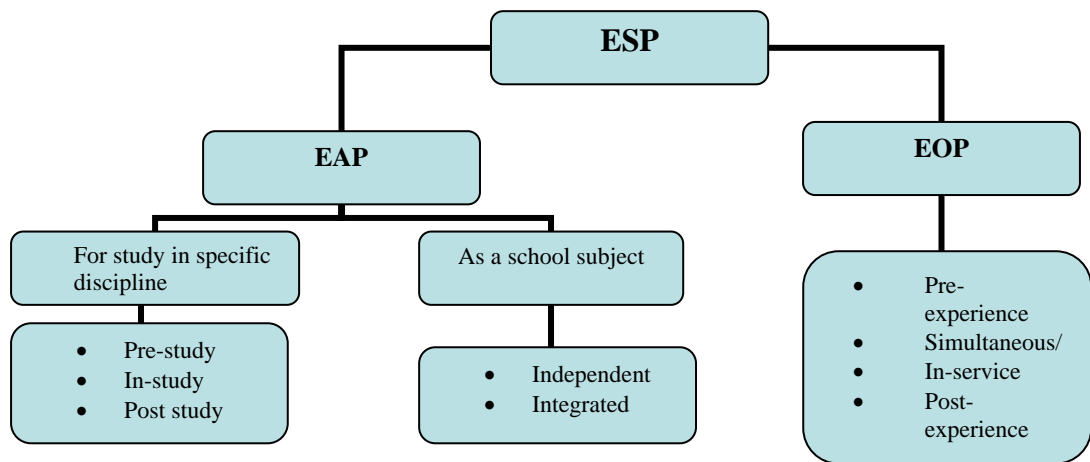 ESP
EAP
EOP
For study in specific
discipline
As a school subject
• Pre-
experience
• Simultaneous/
• In-service
• Post-
experience
• Pre-study
• In-study
• Post study
• Independent
• Integrated